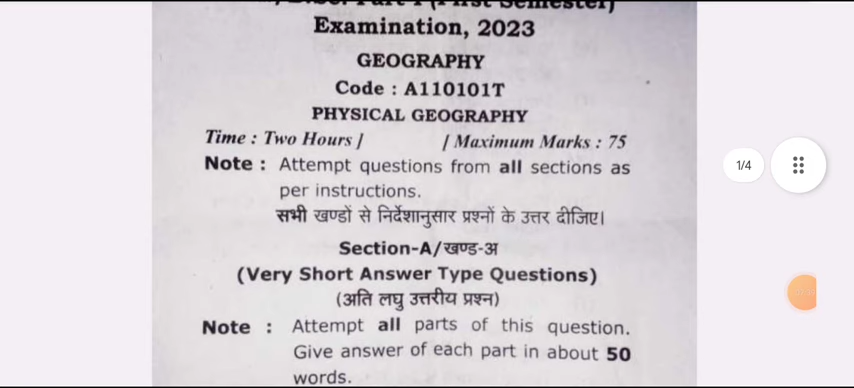 Examination, 2023
GEOGRAPHY
Code : A110101T
PHYSICAL GEOGRAPHY
Time : Two Hours ] [ Maximum Marks : 75
Note : Attempt questions from all sections as
per instructions.
सभी खण्डों से निर्देशानुसार प्रश्नों के उत्तर दीजिए।
Section-A/खण्ड-अ
(Very Short Answer Type Questions)
(अति लघु उत्तरीय प्रश्न)
Note : Attempt all parts of this question.
Give answer of each part in about 50
words.
1/4